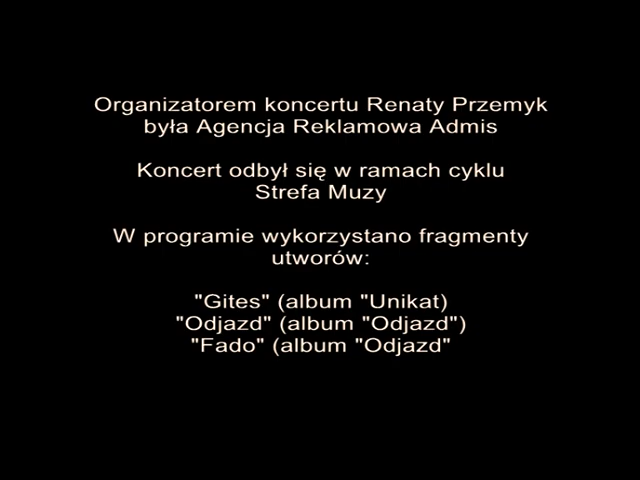 Organizatorem koncertu Renaty Przemyk
była Agencja Reklamowa Admis
Koncert odbył się w ramach cyklu
Strefa Muzy
W programie wykorzystano fragmenty
utworów:
"Gites" (album "Unikat)
"Odjazd" (album "Odjazd")
"Fado" (album "Odjazd"